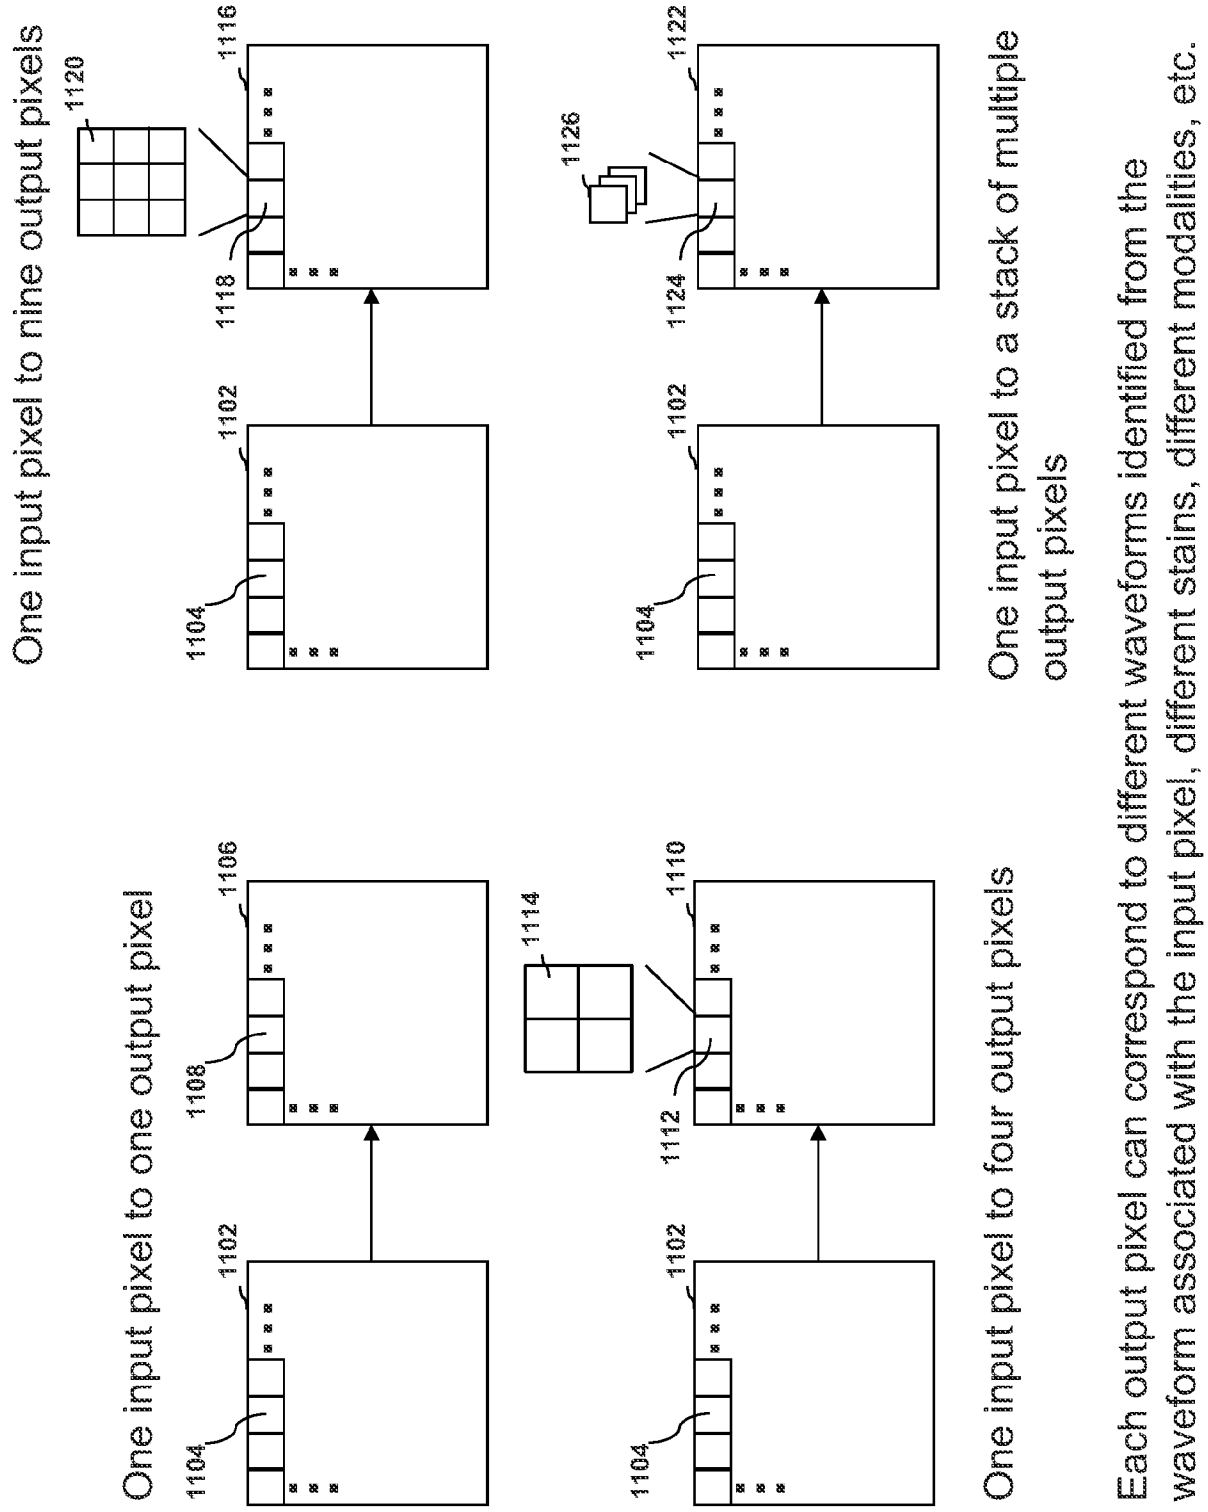 One input pixel to one output pixel
1104
1102
1108
1106
One input pixel to nine output pixels
1104
1102
1118
1116
1120
1104
1102
1112
1110
1114
One input pixel to four output pixels
1104
1102
1124
1122
1126
One input pixel to a stack of multiple
output pixels
Each output pixel can correspond to different waveforms identified from the
waveform associated with the input pixel, different stains, different modalities, etc.